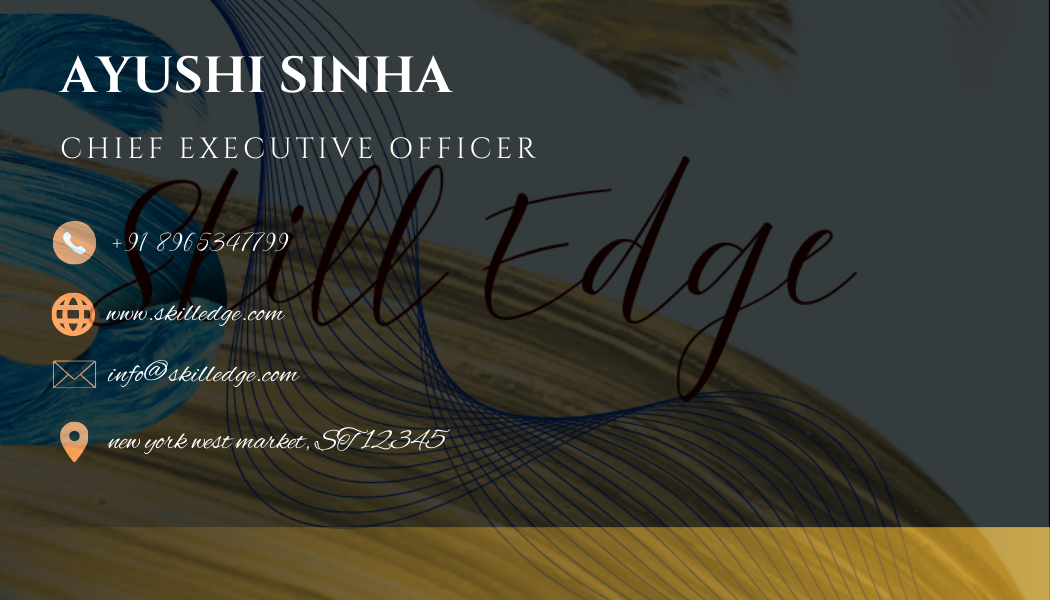 AYUSHI SINHA
CHIEF EXECUTIVE OFFICER
Skill Edge
+91 8965347799
www.skilledge.com
info@skilledge.com
new york west market, ST 12345